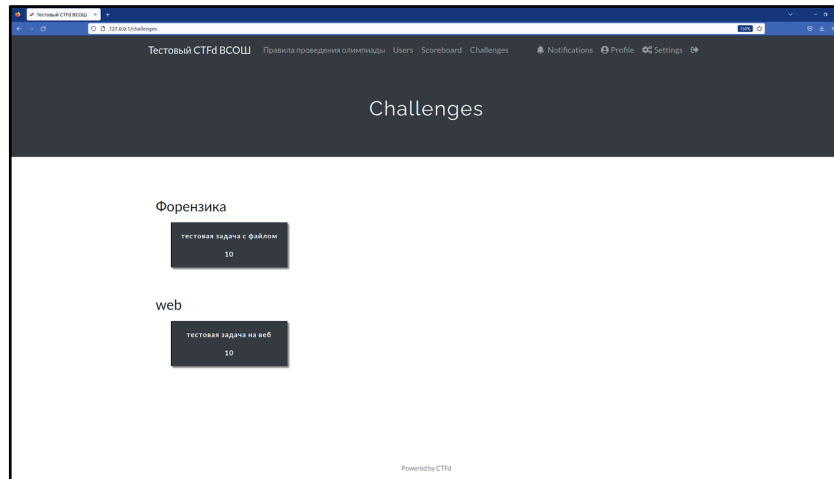 Тестовый CTFd ВСОШ
127.0.0.1/challenges
150%
Тестовый CTFd ВСОШ Правила проведения олимпиады Users Scoreboard Challenges Notifications Profile Settings
Challenges
Форензика
тестовая задача с файлом
10
web
тестовая задача на веб
10
Powered by CTFd